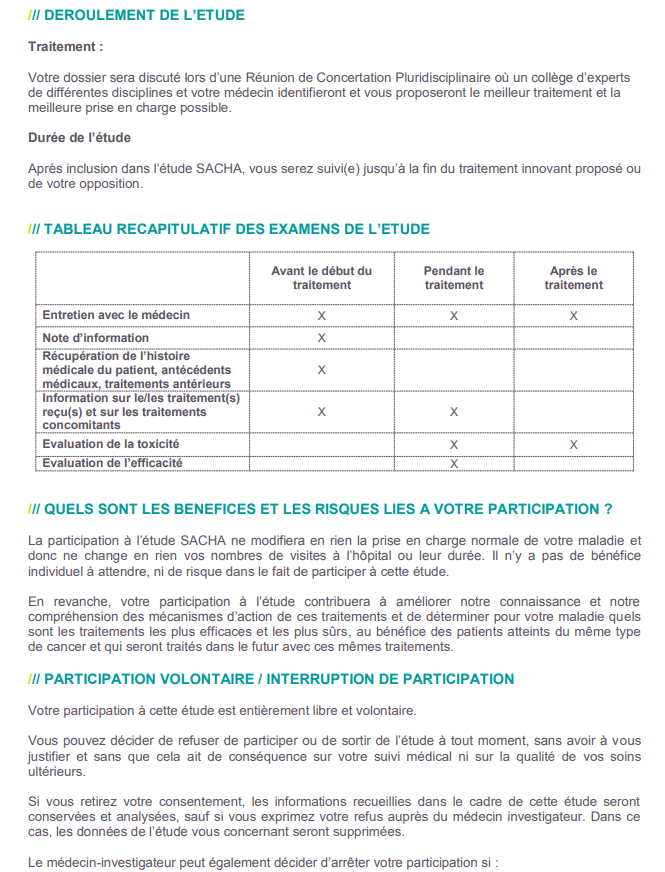 /// DEROULEMENT DE L’ETUDE
Traitement :
Votre dossier sera discuté lors d’une Réunion de Concertation Pluridisciplinaire où un collège d’experts
de différentes disciplines et votre médecin identifieront et vous proposeront le meilleur traitement et la
meilleure prise en charge possible.
Durée de l’étude
Après inclusion dans l’étude SACHA, vous serez suivi(e) jusqu’à la fin du traitement innovant proposé ou
de votre opposition.
/// TABLEAU RECAPITULATIF DES EXAMENS DE L’ETUDE
Avant le début du traitement Pendant le traitement Après le traitement
Entretien avec le médecin X X X
Note d’information X
Récupération de l’histoire
médicale du patient, antécédents X
médicaux, traitements antérieurs
Information sur le/les traitement(s)
reçu(s) et sur les traitements X X
concomitants
Evaluation de la toxicité X X
Evaluation de l’efficacité X
/// QUELS SONT LES BENEFICES ET LES RISQUES LIES A VOTRE PARTICIPATION ?
La participation à l’étude SACHA ne modifiera en rien la prise en charge normale de votre maladie et
donc ne change en rien vos nombres de visites à l’hôpital ou leur durée. Il n’y a pas de bénéfice
individuel à attendre, ni de risque dans le fait de participer à cette étude.
En revanche, votre participation à l’étude contribuera à améliorer notre connaissance et notre
compréhension des mécanismes d’action de ces traitements et de déterminer pour votre maladie quels
sont les traitements les plus efficaces et les plus sûrs, au bénéfice des patients atteints du même type
de cancer et qui seront traités dans le futur avec ces mêmes traitements.
/// PARTICIPATION VOLONTAIRE / INTERRUPTION DE PARTICIPATION
Votre participation à cette étude est entièrement libre et volontaire.
Vous pouvez décider de refuser de participer ou de sortir de l’étude à tout moment, sans avoir à vous
justifier et sans que cela ait de conséquence sur votre suivi médical ni sur la qualité de vos soins
ultérieurs.
Si vous retirez votre consentement, les informations recueillies dans le cadre de cette étude seront
conservées et analysées, sauf si vous exprimez votre refus auprès du médecin investigateur. Dans ce
cas, les données de l’étude vous concernant seront supprimées.
Le médecin-investigateur peut également décider d’arrêter votre participation si :